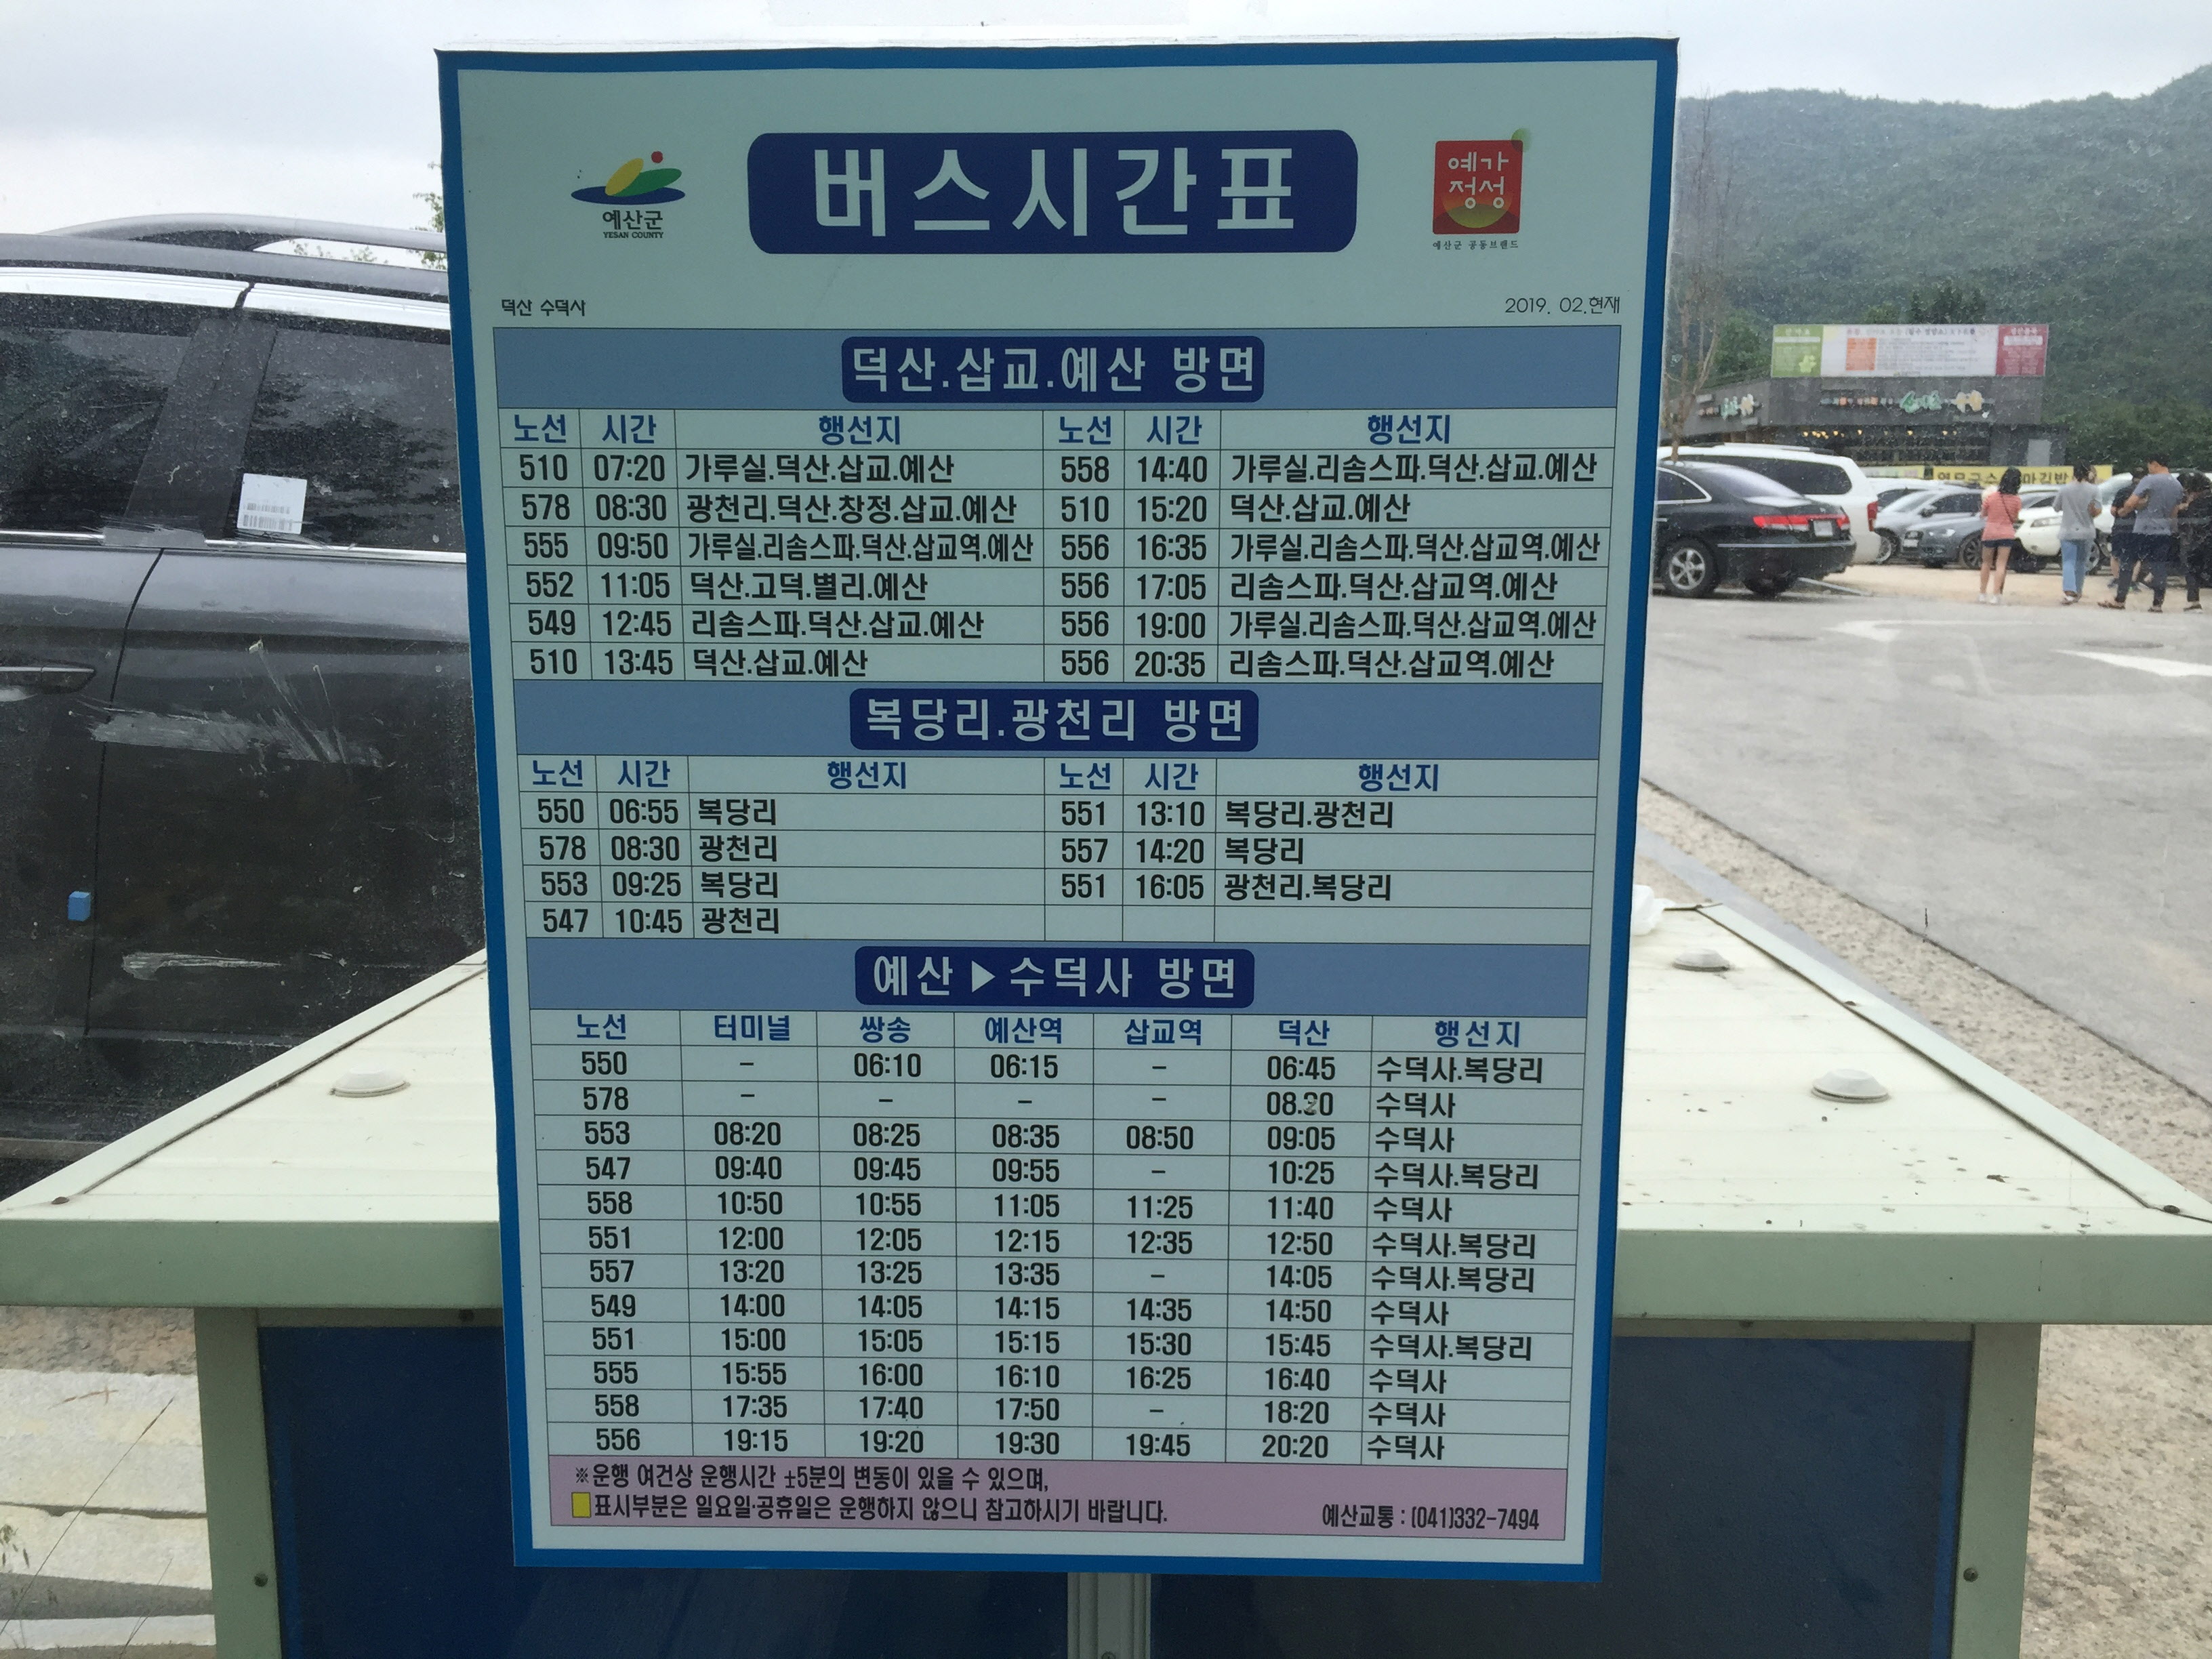 예산군
YESAN COUNTY
버스시간표
예가
정성
예산군 공동브랜드
덕산 수덕사
2019. 02.현재
덕산.삽교.예산 방면
노선 시간 행선지 노선 시간 행선지
510 07:20 가루실.덕산.삽교.예산 558 14:40 가루실.리솜스파.덕산.삽교.예산
578 08:30 광천리.덕산.창정.삽교.예산 510 15:20 덕산.삽교.예산
555 09:50 가루실.리솜스파.덕산.삽교역.예산 556 16:35 가루실.리솜스파.덕산.삽교역.예산
552 11:05 덕산.고덕.별리.예산 556 17:05 리솜스파.덕산.삽교역.예산
549 12:45 리솜스파.덕산.삽교.예산 556 19:00 가루실.리솜스파.덕산.삽교역.예산
510 13:45 덕산.삽교.예산 556 20:35 리솜스파.덕산.삽교역.예산
복당리.광천리 방면
노선 시간 행선지 노선 시간 행선지
550 06:55 복당리 551 13:10 복당리.광천리
578 08:30 광천리 557 14:20 복당리
553 09:25 복당리 551 16:05 광천리.복당리
547 10:45 광천리
예산▶수덕사 방면
노선 터미널 쌍송 예산역 삽교역 덕산 행선지
550 - 06:10 06:15 - 06:45 수덕사.복당리
578 - - - - 수덕사
553 08:20 08:25 08:35 08:50 09:05 수덕사
547 09:40 09:45 09:55 - 10:25 수덕사.복당리
558 10:50 10:55 11:05 11:25 11:40 수덕사
551 12:00 12:05 12:15 12:35 12:50 수덕사.복당리
557 13:20 13:25 13:35 - 14:05 수덕사.복당리
549 14:00 14:05 14:15 14:35 14:50 수덕사
551 15:00 15:05 15:15 15:30 15:45 수덕사.복당리
555 15:55 16:00 16:10 16:25 16:40 수덕사
558 17:35 17:40 17:50 - 18:20 수덕사
556 19:15 19:20 19:30 19:45 20:20 수덕사
※운행 여건상 운행시간 ±5분의 변동이 있을 수 있으며,
표시부분은 일요일·공휴일은 운행하지 않으니 참고하시기 바랍니다.
예산교통 : (041)332-7494